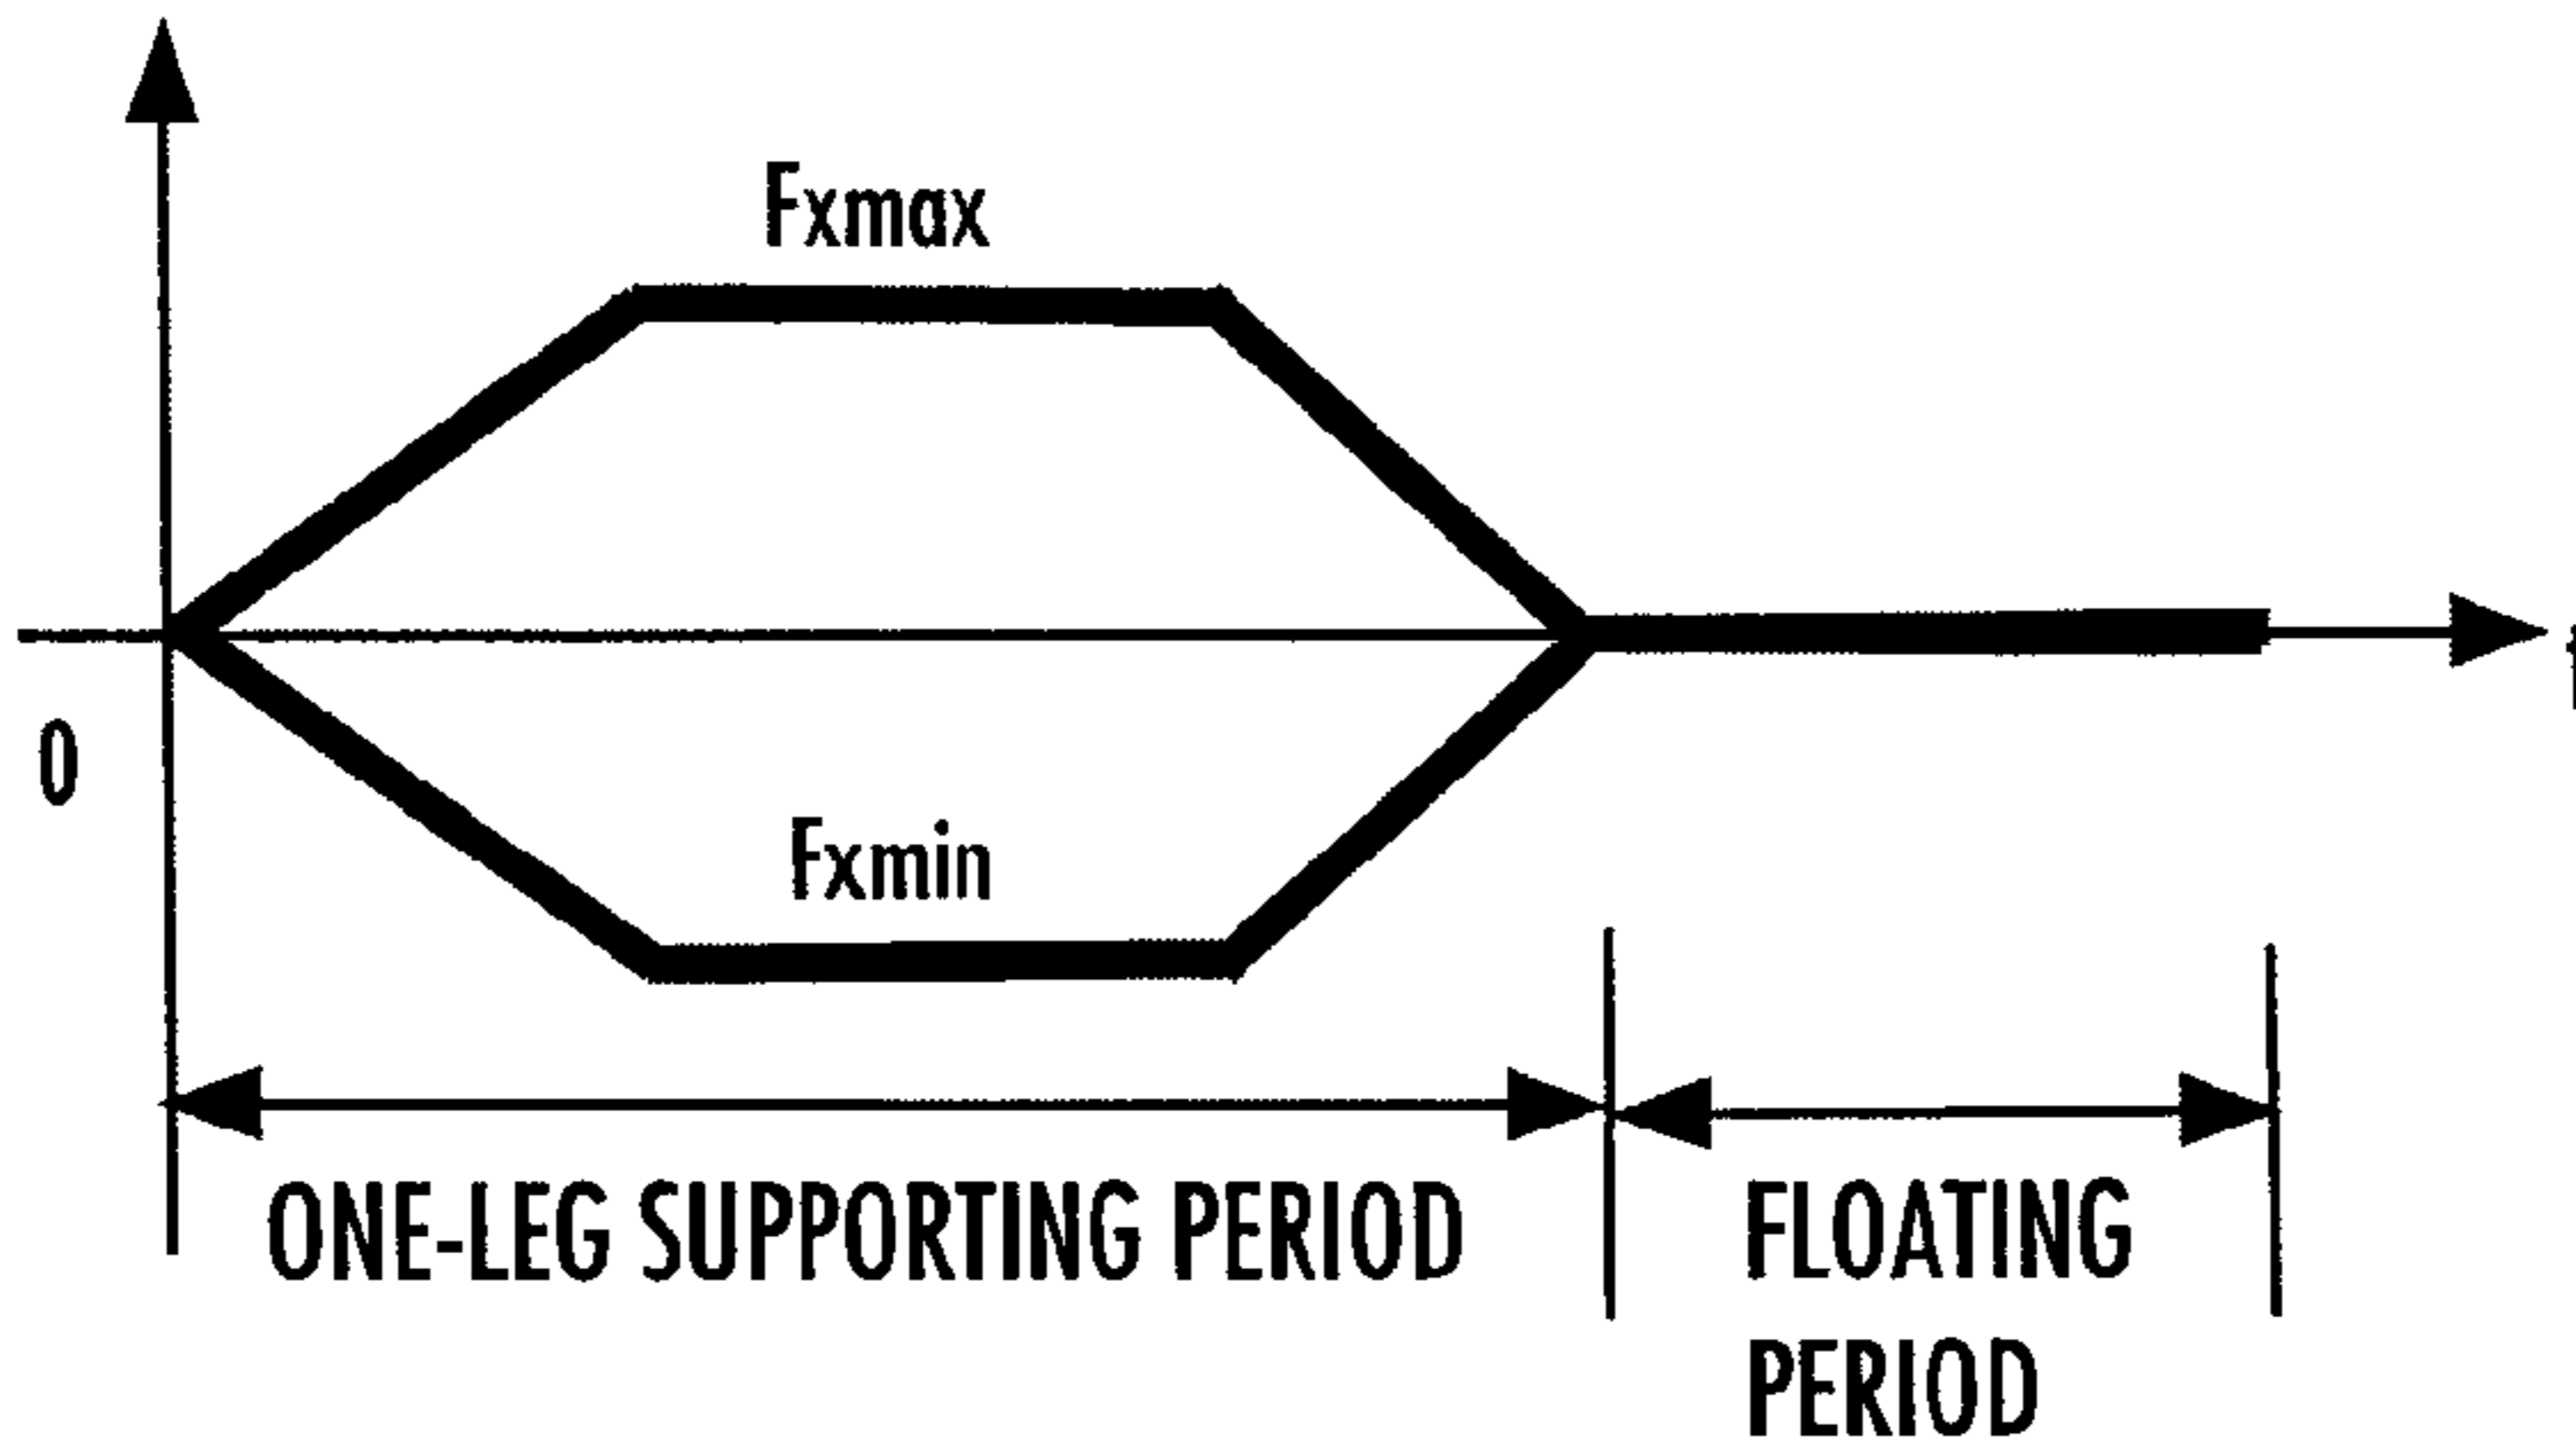 Fxmax
t
0
Fxmin
ONE-LEG SUPPORTING PERIOD
FLOATING
PERIOD